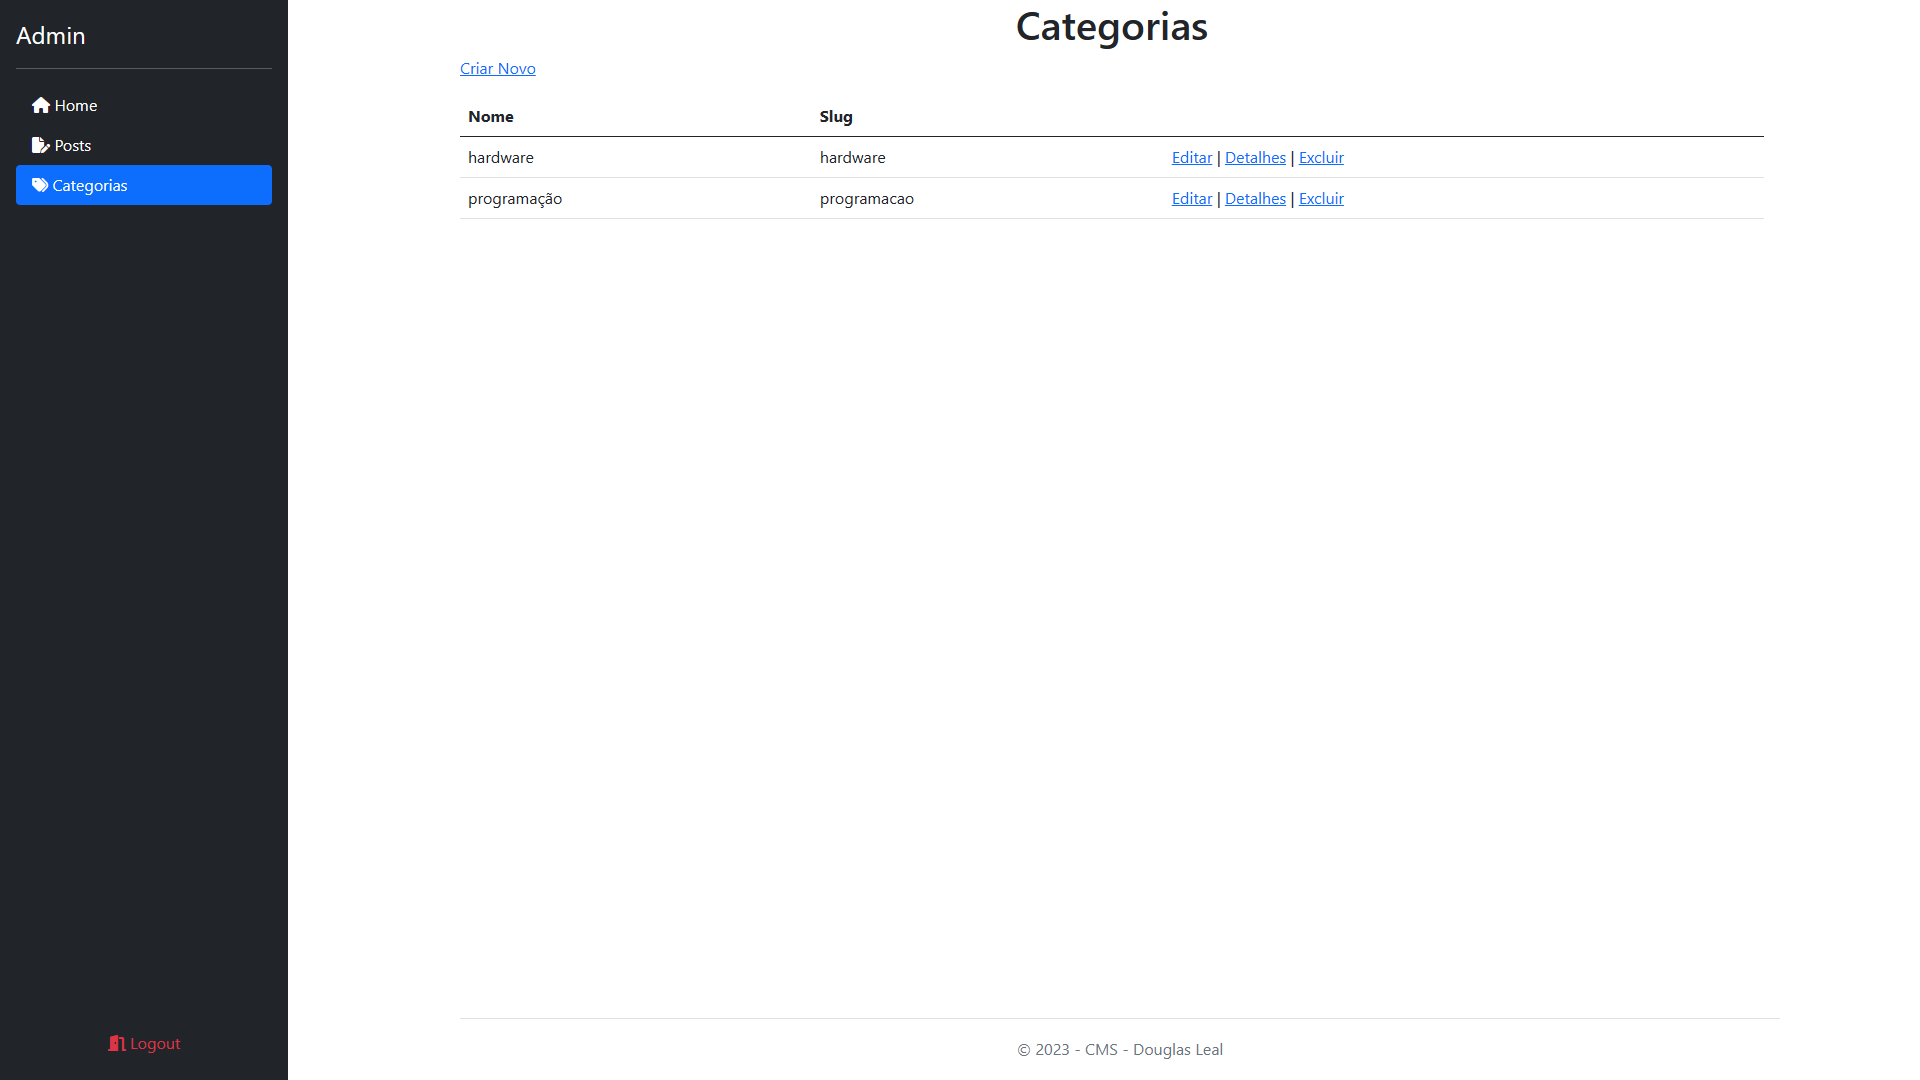 Admin
Home
Posts
Categorias
Logout
Categorias
Criar Novo
Nome Slug
hardware hardware Editar | Detalhes | Excluir
programação programacao Editar | Detalhes | Excluir
© 2023 - CMS - Douglas Leal